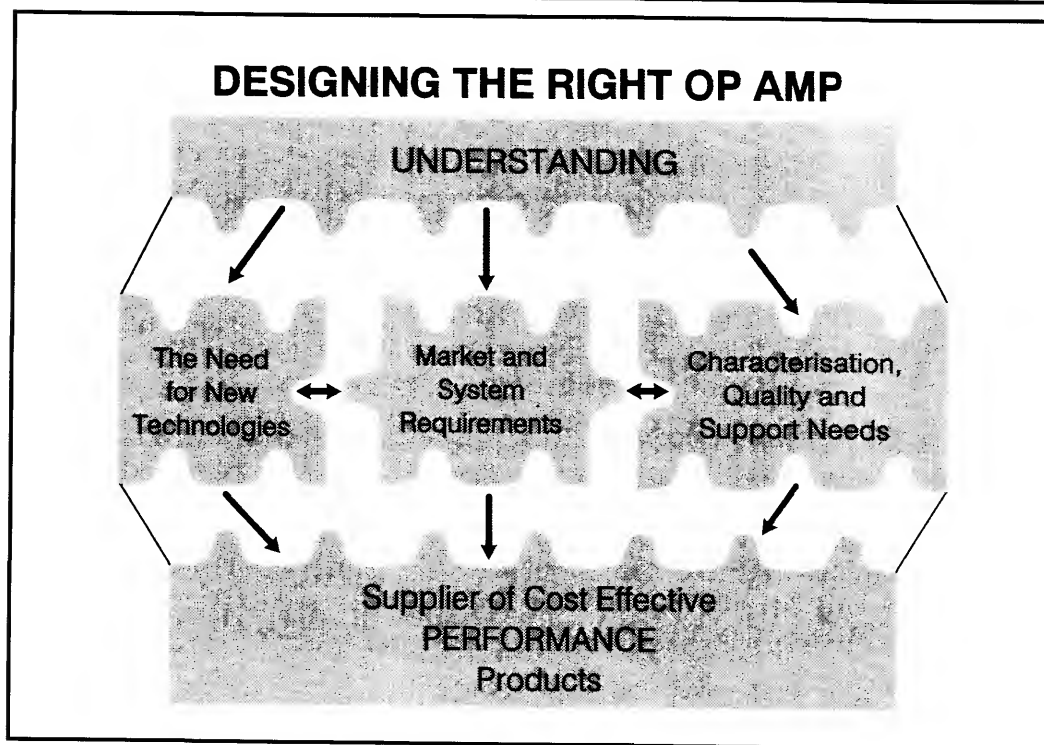 DESIGNING THE RIGHT OP AMP
UNDERSTANDING
The Need
for New
Technologies
Market and
System
Requirements
Characterisation,
Quality and
Support Needs
Supplier of Cost Effective
PERFORMANCE
Products